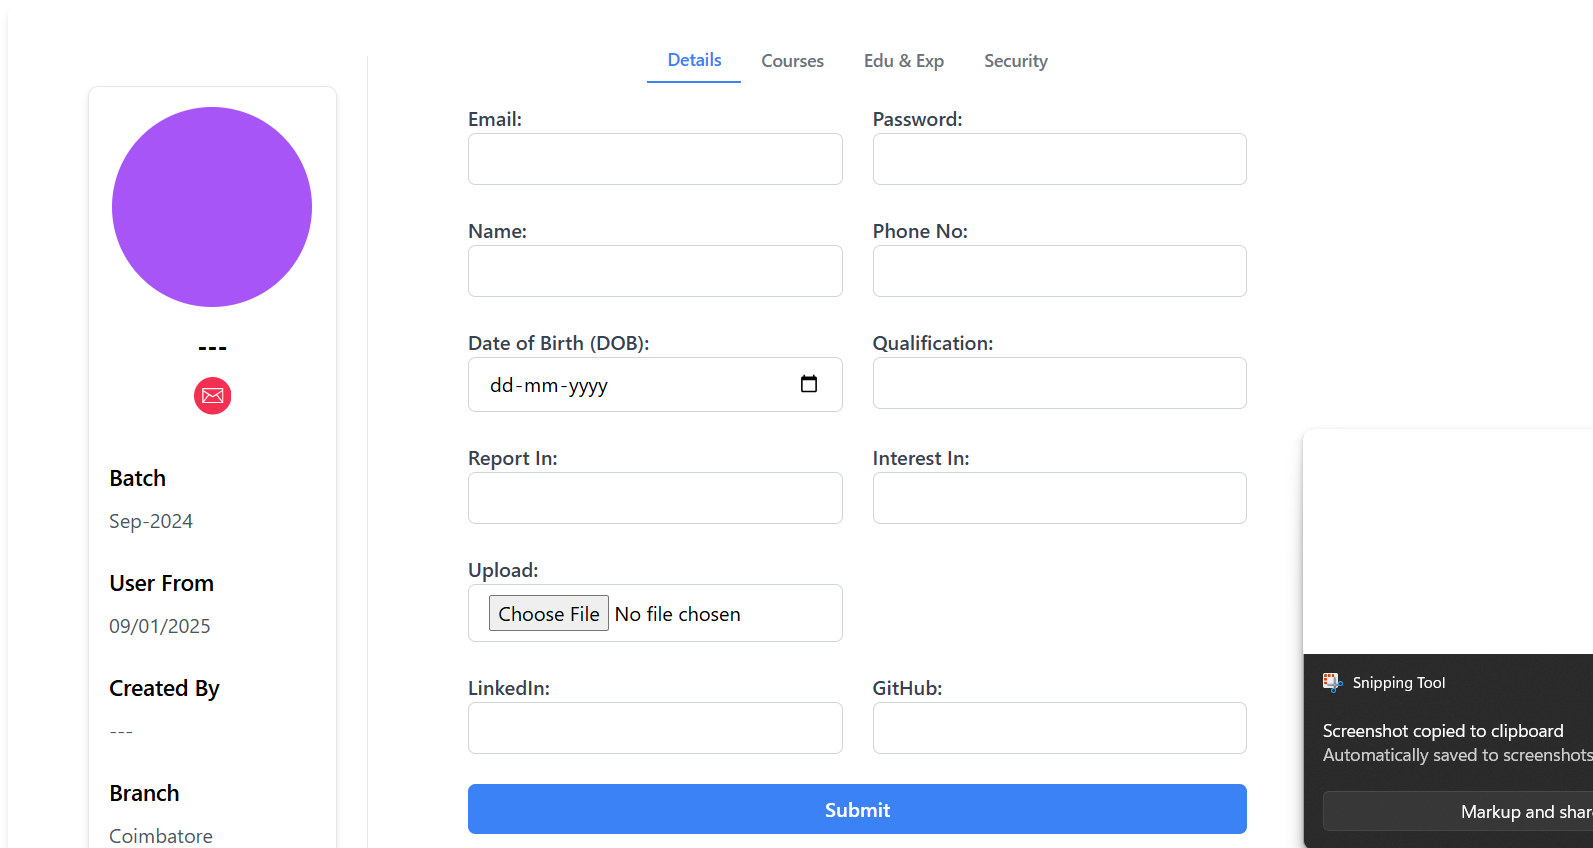 Details Courses Edu & Exp Security
---
Batch
Sep-2024
User From
09/01/2025
Created By
---
Branch
Coimbatore
Email:
Password:
Name:
Phone No:
Date of Birth (DOB):
dd-mm-yyyy
Qualification:
Report In:
Interest In:
Upload:
Choose File No file chosen
LinkedIn:
GitHub:
Submit
Snipping Tool
Screenshot copied to clipboard
Automatically saved to screenshots
Markup and shar